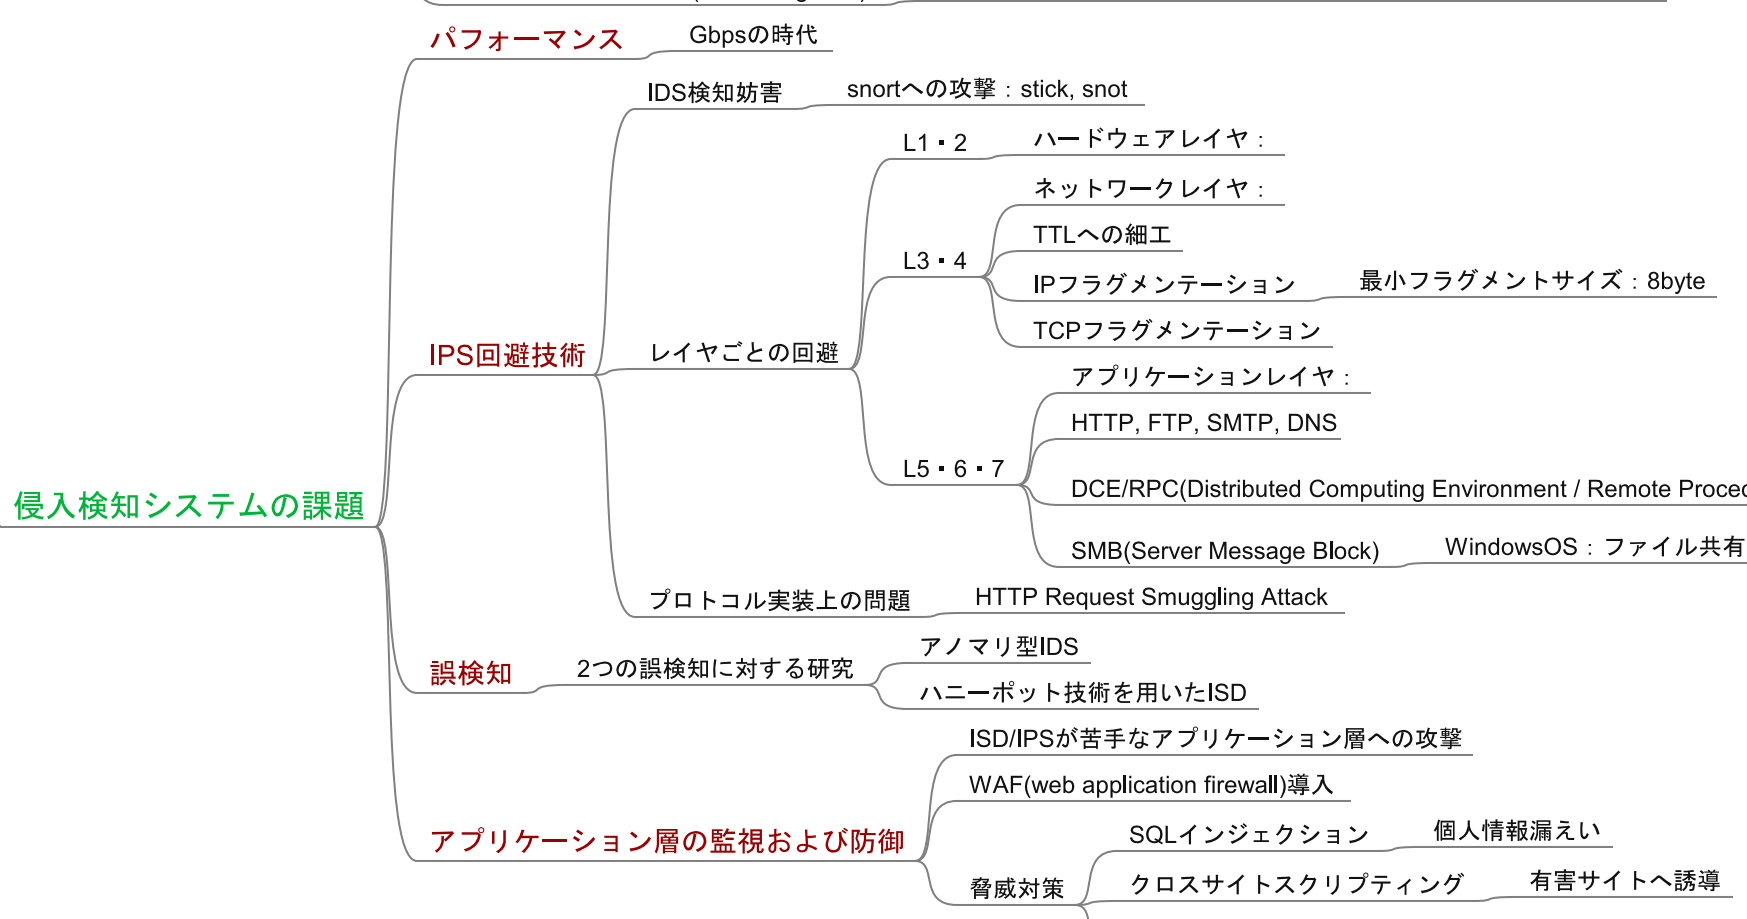 パフォーマンス
Gbpsの時代
IDS検知妨害
snortへの攻撃：stick, snot
L1・2
ハードウェアレイヤ：
ネットワークレイヤ：
L3・4
TTLへの細工
IPフラグメンテーション
最小フラグメントサイズ：8byte
TCPフラグメンテーション
IPS回避技術
レイヤごとの回避
アプリケーションレイヤ：
HTTP, FTP, SMTP, DNS
L5・6・7
DCE/RPC(Distributed Computing Environment / Remote
SMB(Server Message Block)
WindowsOS：ファイル共有
侵入検知システムの課題
プロトコル実装上の問題
HTTP Request Smuggling Attack
誤検知
2つの誤検知に対する研究
アノマリ型IDS
ハニーポット技術を用いたISD
ISD/IPSが苦手なアプリケーション層への攻撃
WAF(web application firewall)導入
アプリケーション層の監視および防御
SQLインジェクション
個人情報漏えい
脅威対策
クロスサイトスクリプティング
有害サイトへ誘導